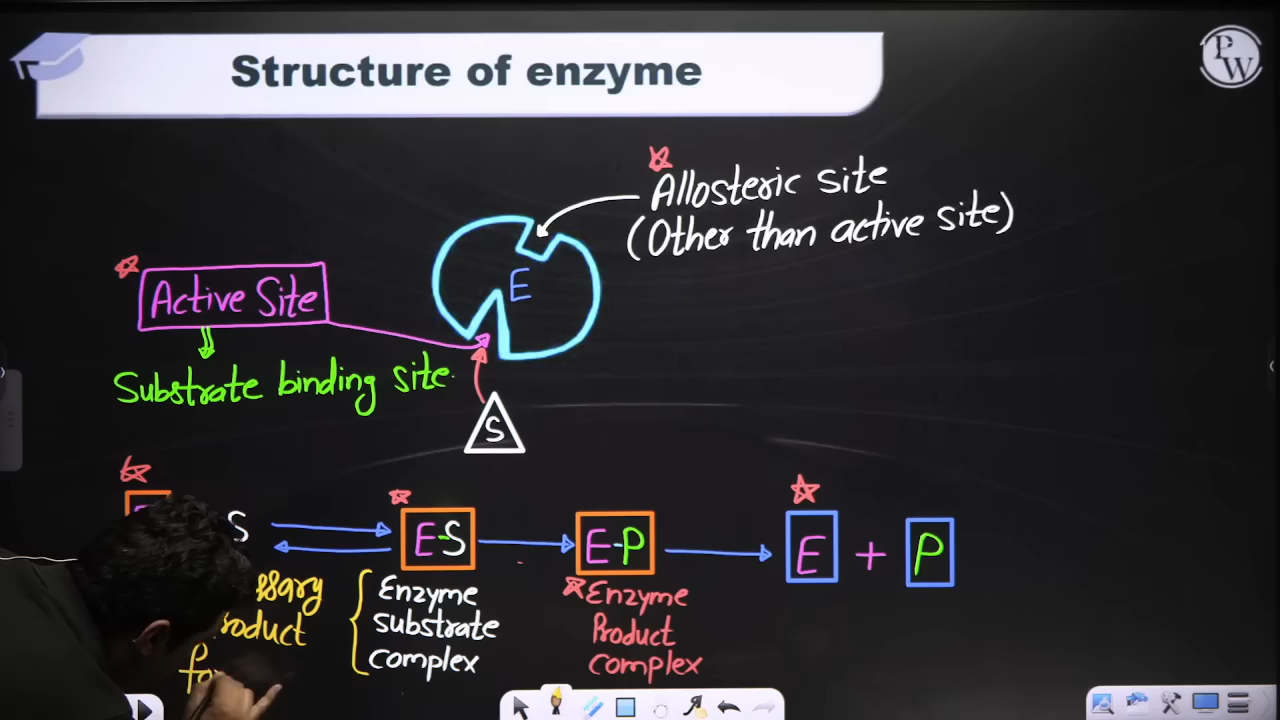 Structure of enzyme
PW
Allosteric site
(Other than active site)
E
Active Site
Substrate binding site
S
S
E-S
E-P
E + P
Enzyme
substrate
complex
Enzyme
Product
complex